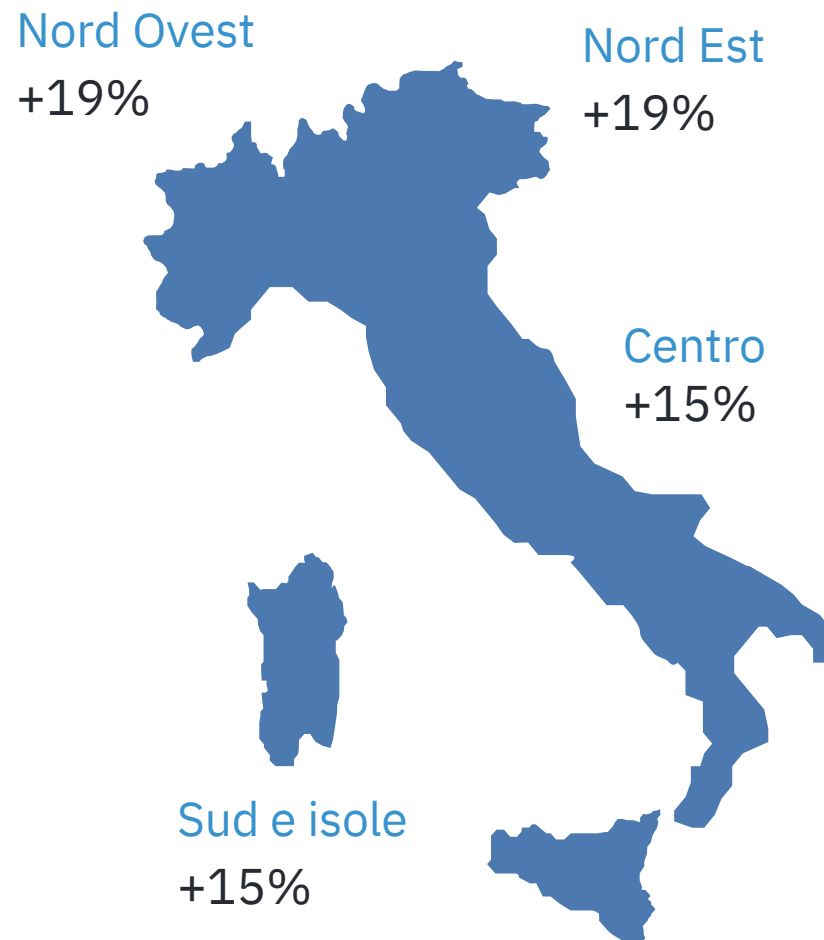 Nord Ovest
+19%
Nord Est
+19%
Centro
+15%
Sud e isole
+15%